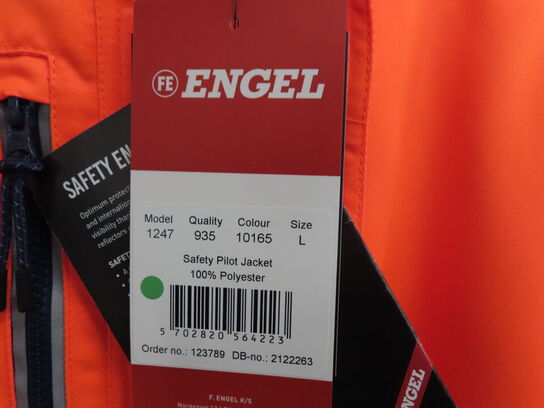 FE ENGEL
SAFETY EN
Optimum protect
and internation
visibility than
reflectors
SAFETY
Model Quality Colour Size
1247 935 10165 L
Safety Pilot Jacket
100% Polyester
5 702820 564223
Order no.: 123789 DB-no.: 2122263
F. ENGEL K/S
ENGEL